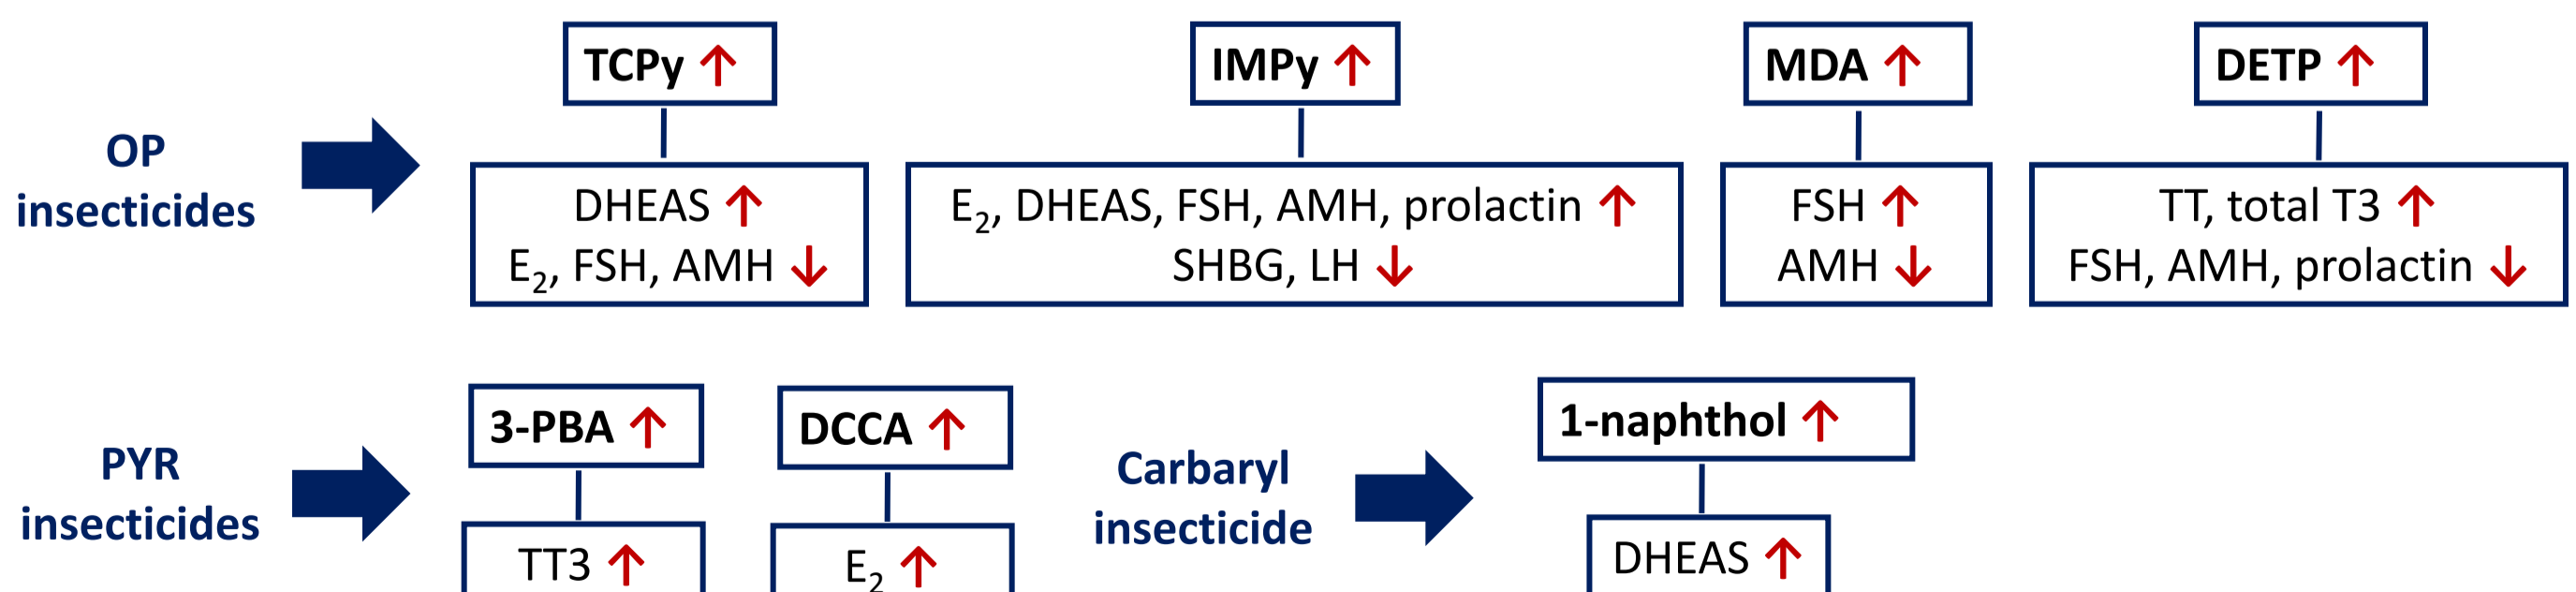 OP
insecticides
TCPy ↑
DHEAS ↑
E₂, FSH, AMH ↓
IMPy ↑
E₂, DHEAS, FSH, AMH, prolactin ↑
SHBG, LH ↓
MDA ↑
FSH ↑
AMH ↓
DETP ↑
TT, total T3 ↑
FSH, AMH, prolactin ↓
PYR
insecticides
3-PBA ↑
TT3 ↑
DCCA ↑
E₂ ↑
Carbaryl
insecticide
1-naphthol ↑
DHEAS ↑